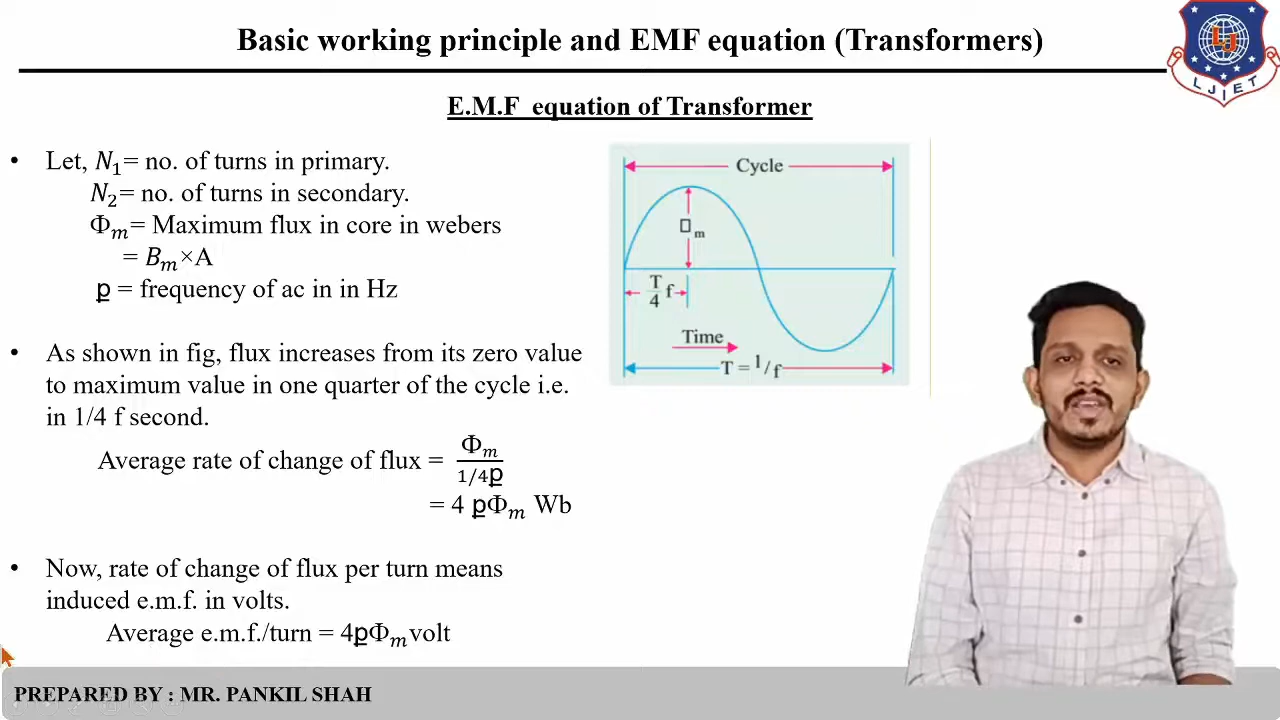 Basic working principle and EMF equation (Transformers)
LJIET
E.M.F equation of Transformer
• Let, N₁= no. of turns in primary.
N₂= no. of turns in secondary.
Φₘ= Maximum flux in core in webers
= Bₘ×A
ք = frequency of ac in in Hz
• As shown in fig, flux increases from its zero value
to maximum value in one quarter of the cycle i.e.
in 1/4 f second.
Average rate of change of flux = Φₘ / 1/4ք
= 4 քΦₘ Wb
• Now, rate of change of flux per turn means
induced e.m.f. in volts.
Average e.m.f./turn = 4քΦₘvolt
Cycle
□ₘ
T/4 f
Time
T = 1/f
PREPARED BY : MR. PANKIL SHAH